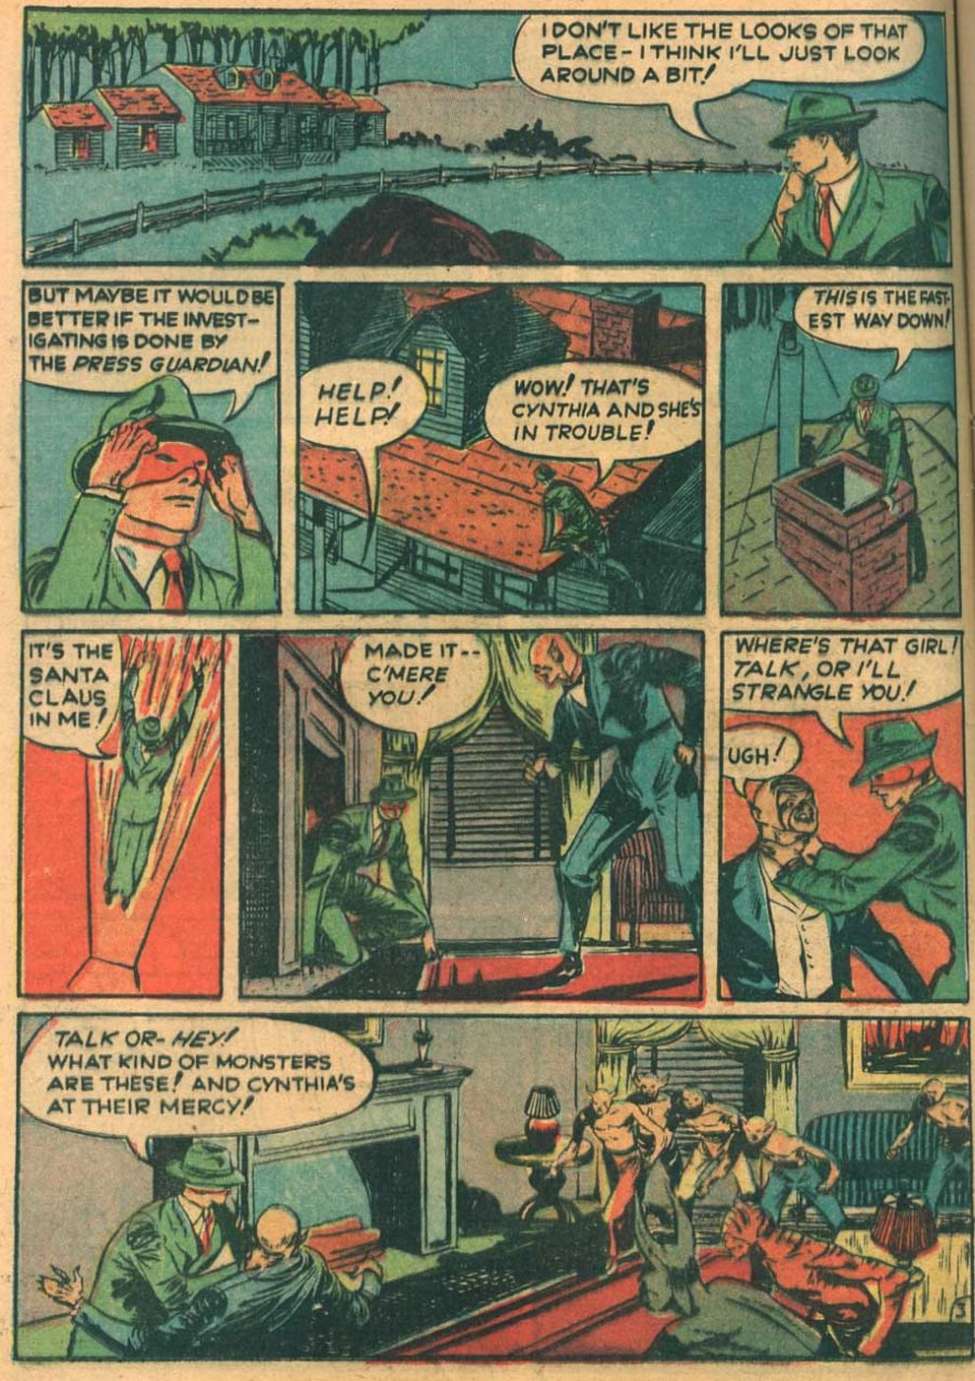 I DON'T LIKE THE LOOKS OF THAT
PLACE - I THINK I'LL JUST LOOK
AROUND A BIT!
BUT MAYBE IT WOULD BE
BETTER IF THE INVEST-
IGATING IS DONE BY
THE PRESS GUARDIAN!
HELP!
HELP!
WOW! THAT'S
CYNTHIA AND SHE'S
IN TROUBLE!
THIS IS THE FAST-
EST WAY DOWN!
IT'S THE
SANTA
CLAUS
IN ME!
MADE IT--
C'MERE
YOU!
WHERE'S THAT GIRL!
TALK, OR I'LL
STRANGLE YOU!
UGH!
TALK OR- HEY!
WHAT KIND OF MONSTERS
ARE THESE! AND CYNTHIA'S
AT THEIR MERCY!
3